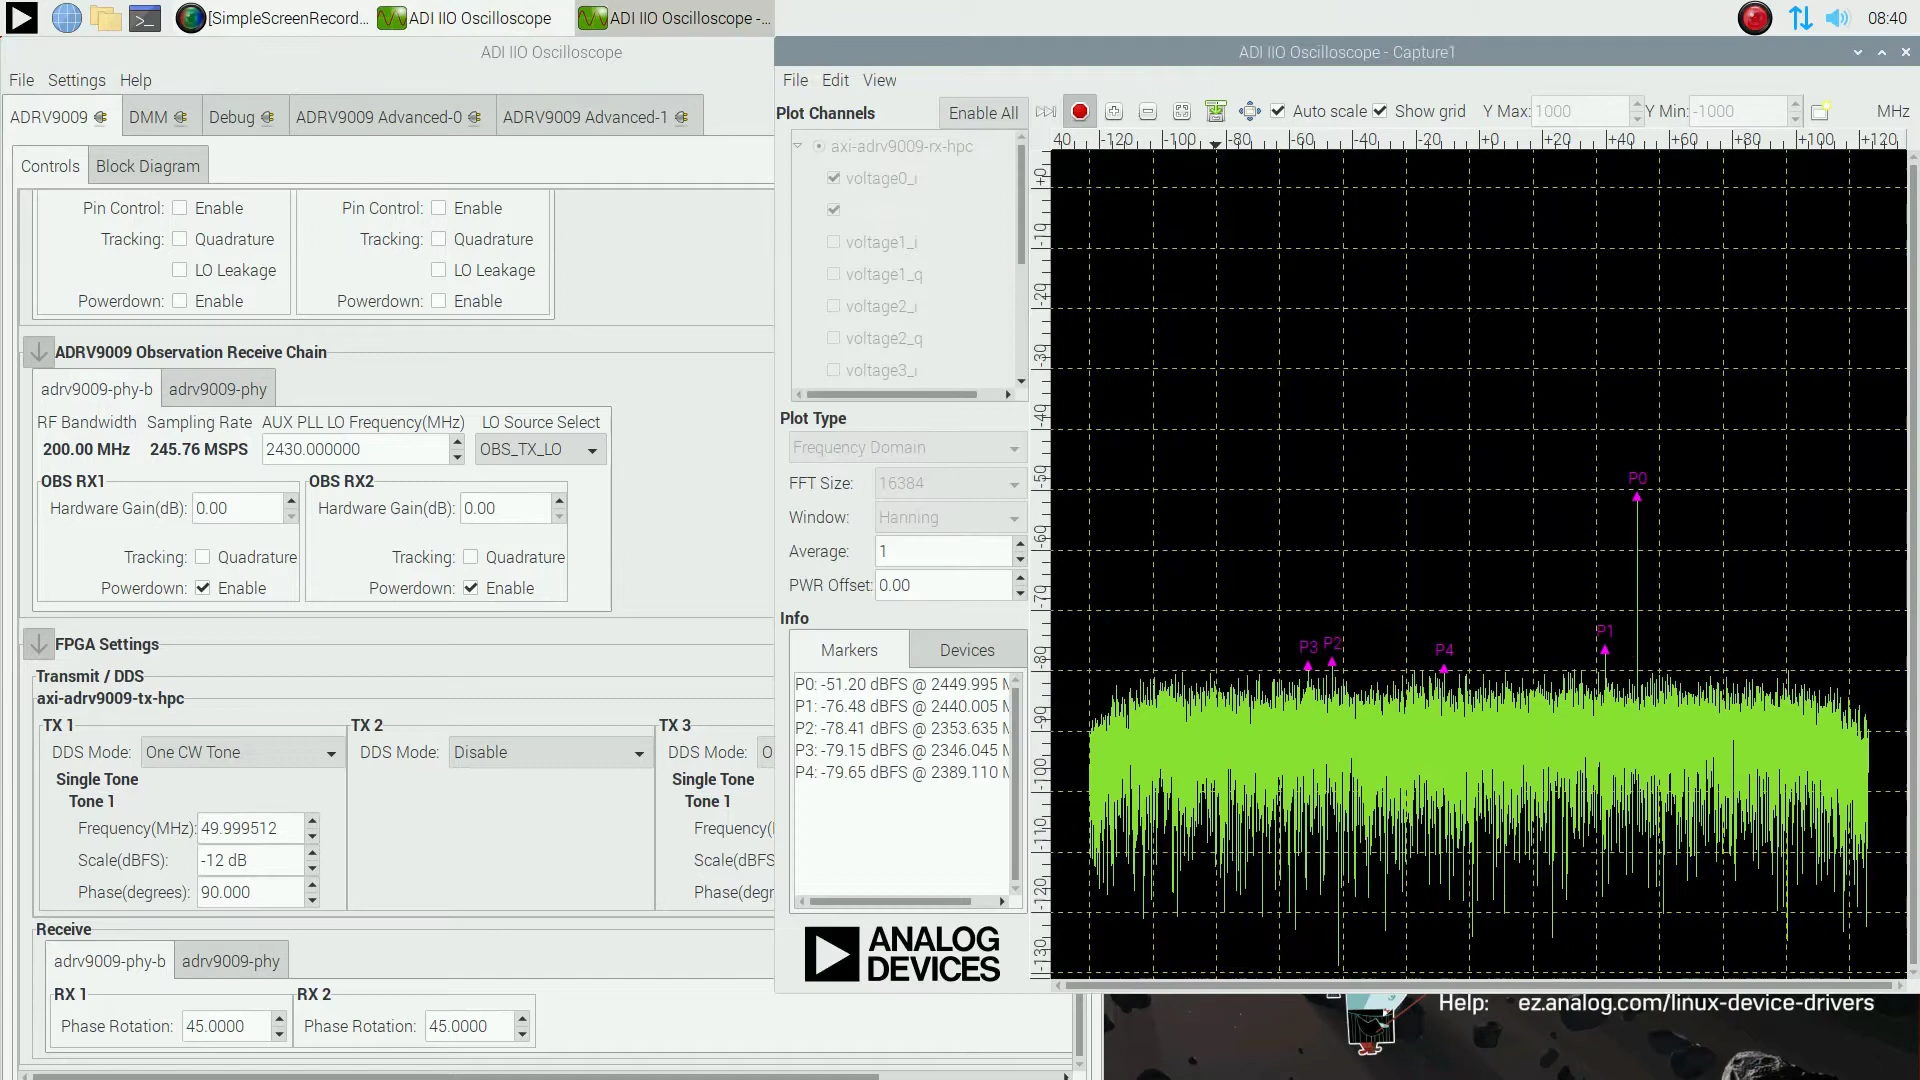 [SimpleScreenRecord... ADI IIO Oscilloscope ADI IIO Oscilloscope -... 08:40
ADI IIO Oscilloscope
File Settings Help
ADRV9009 DMM Debug ADRV9009 Advanced-0 ADRV9009 Advanced-1
Controls Block Diagram
Pin Control: Enable Pin Control: Enable
Tracking: Quadrature Tracking: Quadrature
LO Leakage LO Leakage
Powerdown: Enable Powerdown: Enable
ADRV9009 Observation Receive Chain
adrv9009-phy-b adrv9009-phy
RF Bandwidth Sampling Rate AUX PLL LO Frequency(MHz) LO Source Select
200.00 MHz 245.76 MSPS 2430.000000 OBS_TX_LO
OBS RX1 OBS RX2
Hardware Gain(dB): 0.00 Hardware Gain(dB): 0.00
Tracking: Quadrature Tracking: Quadrature
Powerdown: Enable Powerdown: Enable
FPGA Settings
Transmit / DDS
axi-adrv9009-tx-hpc
TX 1 TX 2 TX 3
DDS Mode: One CW Tone DDS Mode: Disable DDS Mode: O
Single Tone Single Tone
Tone 1 Tone 1
Frequency(MHz): 49.999512 Frequency(
Scale(dBFS): -12 dB Scale(dBFS
Phase(degrees): 90.000 Phase(degr
Receive
adrv9009-phy-b adrv9009-phy
RX 1 RX 2
Phase Rotation: 45.0000 Phase Rotation: 45.0000
ADI IIO Oscilloscope - Capture1
File Edit View
Plot Channels Enable All Auto scale Show grid Y Max: 1000 Y Min: -1000 MHz
axi-adrv9009-rx-hpc
voltage0_i
voltage1_i
voltage1_q
voltage2_i
voltage2_q
voltage3_i
Plot Type
Frequency Domain
FFT Size: 16384
Window: Hanning
Average: 1
PWR Offset: 0.00
Info
Markers Devices
P0: -51.20 dBFS @ 2449.995 M
P1: -76.48 dBFS @ 2440.005 M
P2: -78.41 dBFS @ 2353.635 M
P3: -79.15 dBFS @ 2346.045 M
P4: -79.65 dBFS @ 2389.110 M
ANALOG
DEVICES
40 -120 -100 -80 -60 -40 -20 +0 +20 +40 +60 +80 +100 +120
+0
-10
-20
-30
-40
-50
-60
-70
-80
-90
-100
-110
-120
-130
P0
P1
P3 P2 P4
Help: ez.analog.com/linux-device-drivers